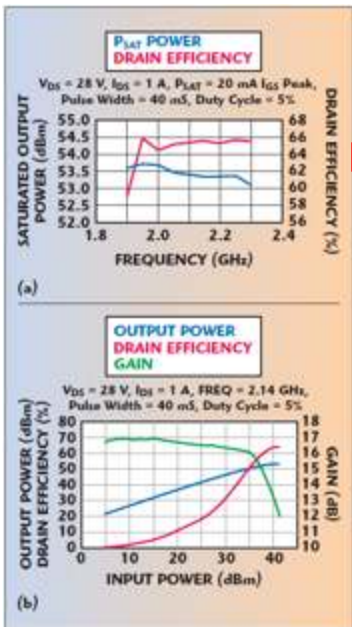 PSAT POWER
DRAIN EFFICIENCY
VDS = 28 V, IDS = 1 A, PSAT = 20 mA IGS Peak,
Pulse Width = 40 mS, Duty Cycle = 5%
SATURATED OUTPUT
POWER (dBm)
55.0
54.5
54.0
53.5
53.0
52.5
52.0
68
66
64
62
60
58
56
DRAIN EFFICIENCY (%)
1.8
2.0
2.2
2.4
FREQUENCY (GHz)
(a)
OUTPUT POWER
DRAIN EFFICIENCY
GAIN
VDS = 28 V, IDS = 1 A, FREQ = 2.14 GHz,
Pulse Width = 40 mS, Duty Cycle = 5%
OUTPUT POWER (dBm)
DRAIN EFFICIENCY (%)
80
70
60
50
40
30
20
10
0
18
17
16
15
14
13
12
11
10
GAIN (dB)
0
10
20
30
40
INPUT POWER (dBm)
(b)